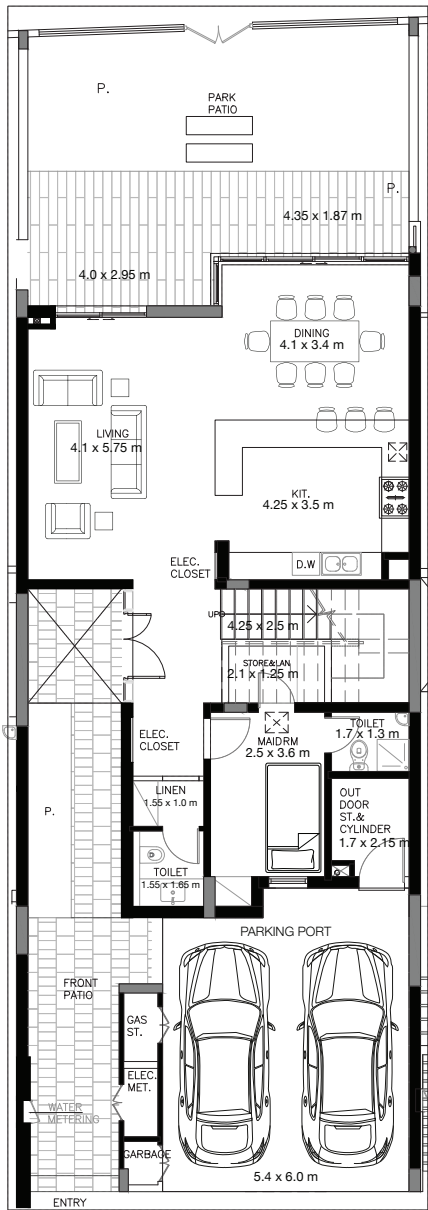 P.
PARK
PATIO
P.
4.35 x 1.87 m
4.0 x 2.95 m
DINING
4.1 x 3.4 m
LIVING
4.1 x 5.75 m
KIT.
4.25 x 3.5 m
D.W
ELEC.
CLOSET
UPD
4.25 x 2.5 m
STORE&LAN
2.1 x 1.25 m
ELEC.
CLOSET
MAIDRM
2.5 x 3.6 m
TOILET
1.7 x 1.3 m
LINEN
1.55 x 1.0 m
OUT
DOOR
ST.&
CYLINDER
1.7 x 2.15 m
P.
TOILET
1.55 x 1.65 m
PARKING PORT
FRONT
PATIO
GAS
ST.
ELEC.
MET.
WATER
METERING
GARBAGE
5.4 x 6.0 m
ENTRY